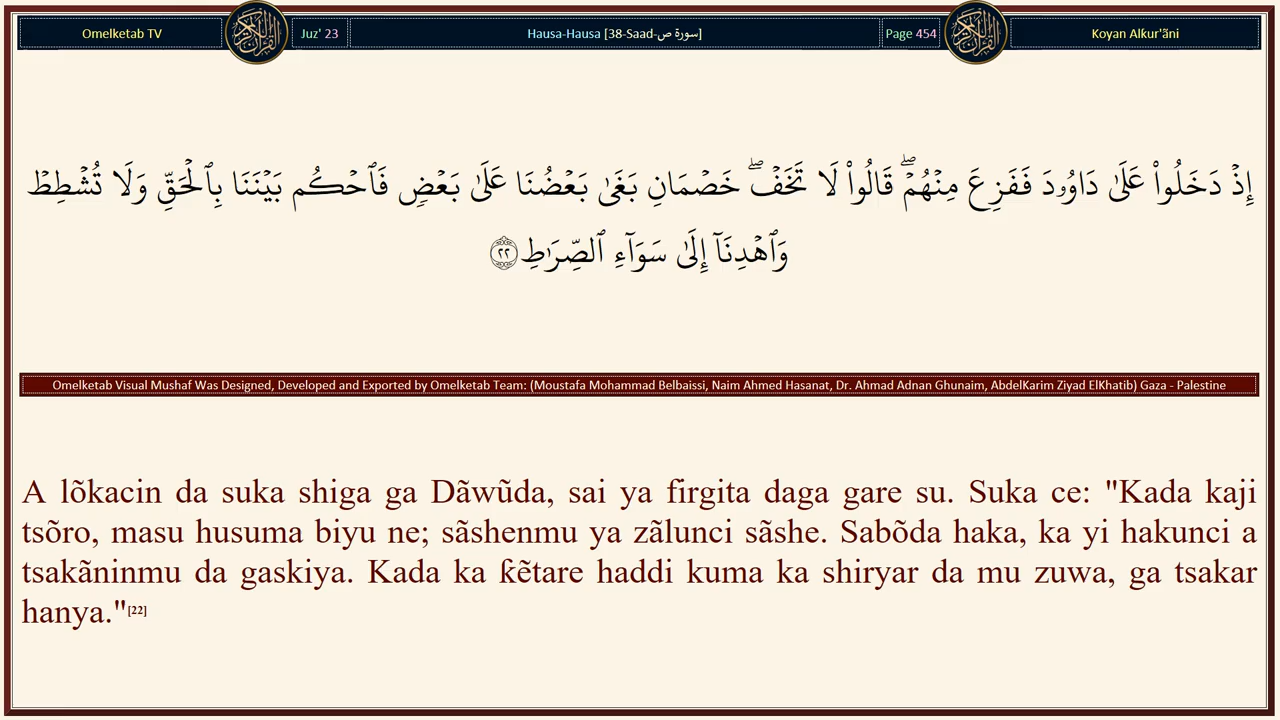 Omelketab TV
Juz' 23
Hausa-Hausa [38-Saad-سورة ص]
Page 454
Koyan Alƙur'ãni
إِذۡ دَخَلُواْ عَلَىٰ دَاوُۥدَ فَفَزِعَ مِنۡهُمۡۖ قَالُواْ لَا تَخَفۡۖ خَصۡمَانِ بَغَىٰ بَعۡضُنَا عَلَىٰ بَعۡضٖ فَٱحۡكُم بَيۡنَنَا بِٱلۡحَقِّ وَلَا تُشۡطِطۡ
وَٱهۡدِنَآ إِلَىٰ سَوَآءِ ٱلصِّرَٰطِ ٢٢
Omelketab Visual Mushaf Was Designed, Developed and Exported by Omelketab Team: (Moustafa Mohammad Belbaissi, Naim Ahmed Hasanat, Dr. Ahmad Adnan Ghunaim, AbdelKarim Ziyad ElKhatib) Gaza - Palestine
A lõkacin da suka shiga ga Dãwũda, sai ya firgita daga gare su. Suka ce: "Kada kaji
tsõro, masu husuma biyu ne; sãshenmu ya zãlunci sãshe. Sabõda haka, ka yi hakunci a
tsakãninmu da gaskiya. Kada ka ƙẽtare haddi kuma ka shiryar da mu zuwa, ga tsakar
hanya."[22]